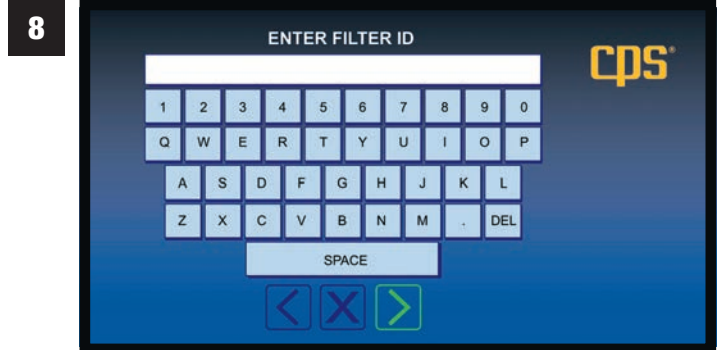 8
ENTER FILTER ID
cps®
1 2 3 4 5 6 7 8 9 0
Q W E R T Y U I O P
A S D F G H J K L
Z X C V B N M . DEL
SPACE
< X >